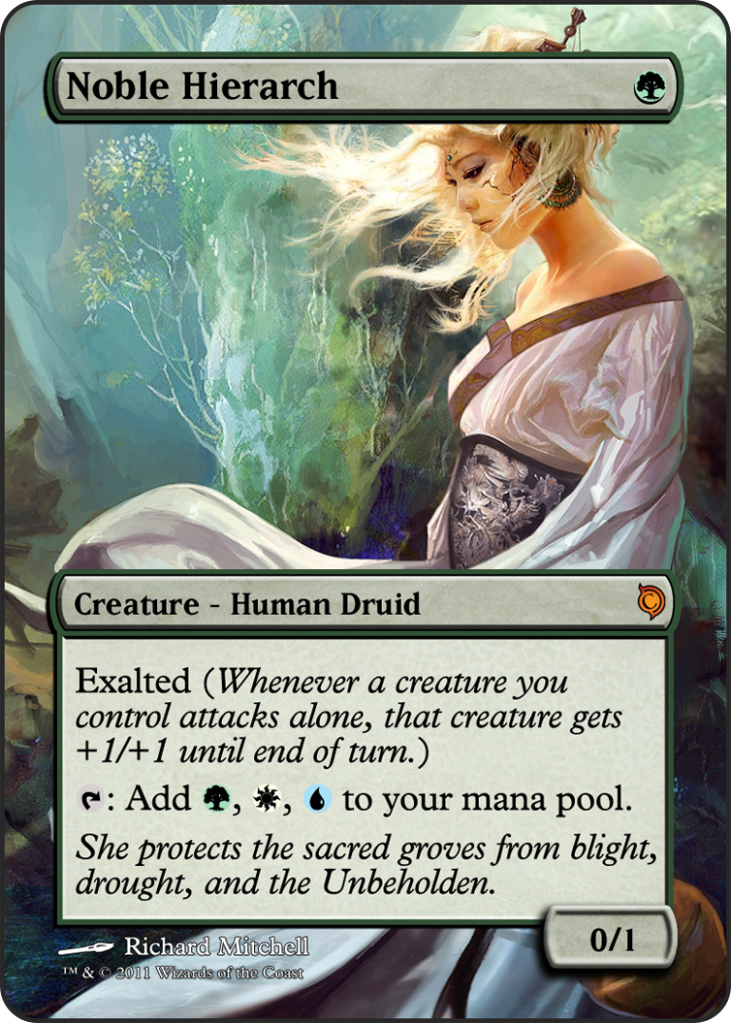 Noble Hierarch
Creature - Human Druid
Exalted (Whenever a creature you
control attacks alone, that creature gets
+1/+1 until end of turn.)
: Add , , to your mana pool.
She protects the sacred groves from blight,
drought, and the Unbeholden.
0/1
Richard Mitchell
™ & © 2011 Wizards of the Coast